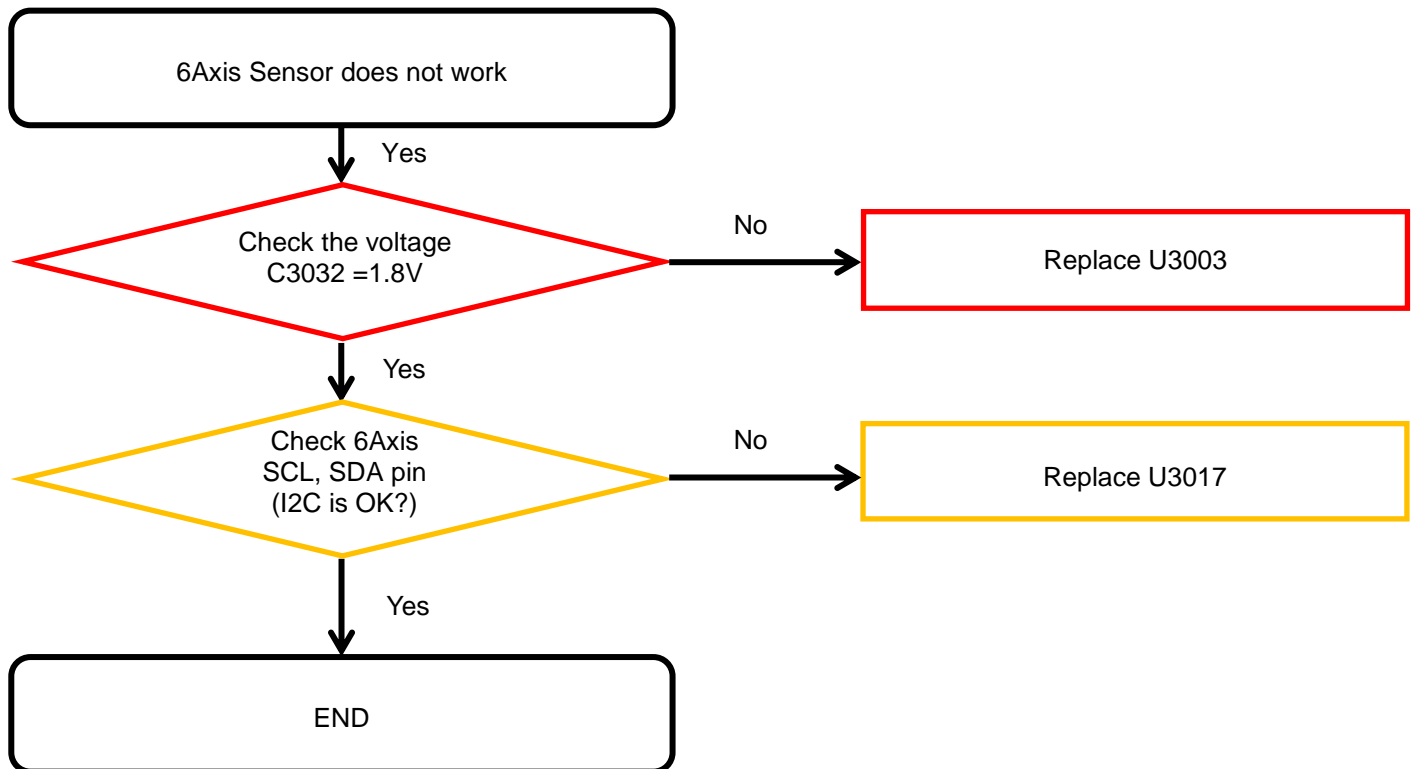 6Axis Sensor does not work
Yes
Check the voltage
C3032 =1.8V
No
Replace U3003
Yes
Check 6Axis
SCL, SDA pin
(I2C is OK?)
No
Replace U3017
Yes
END